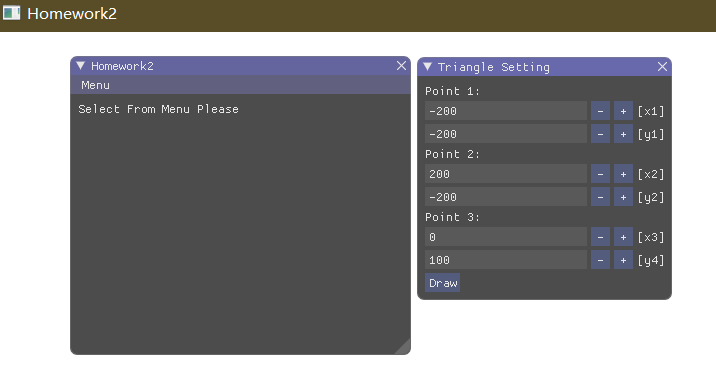 Homework2
Homework2
Menu
Select From Menu Please
Triangle Setting
Point 1:
-200 - + [x1]
-200 - + [y1]
Point 2:
200 - + [x2]
-200 - + [y2]
Point 3:
0 - + [x3]
100 - + [y4]
Draw